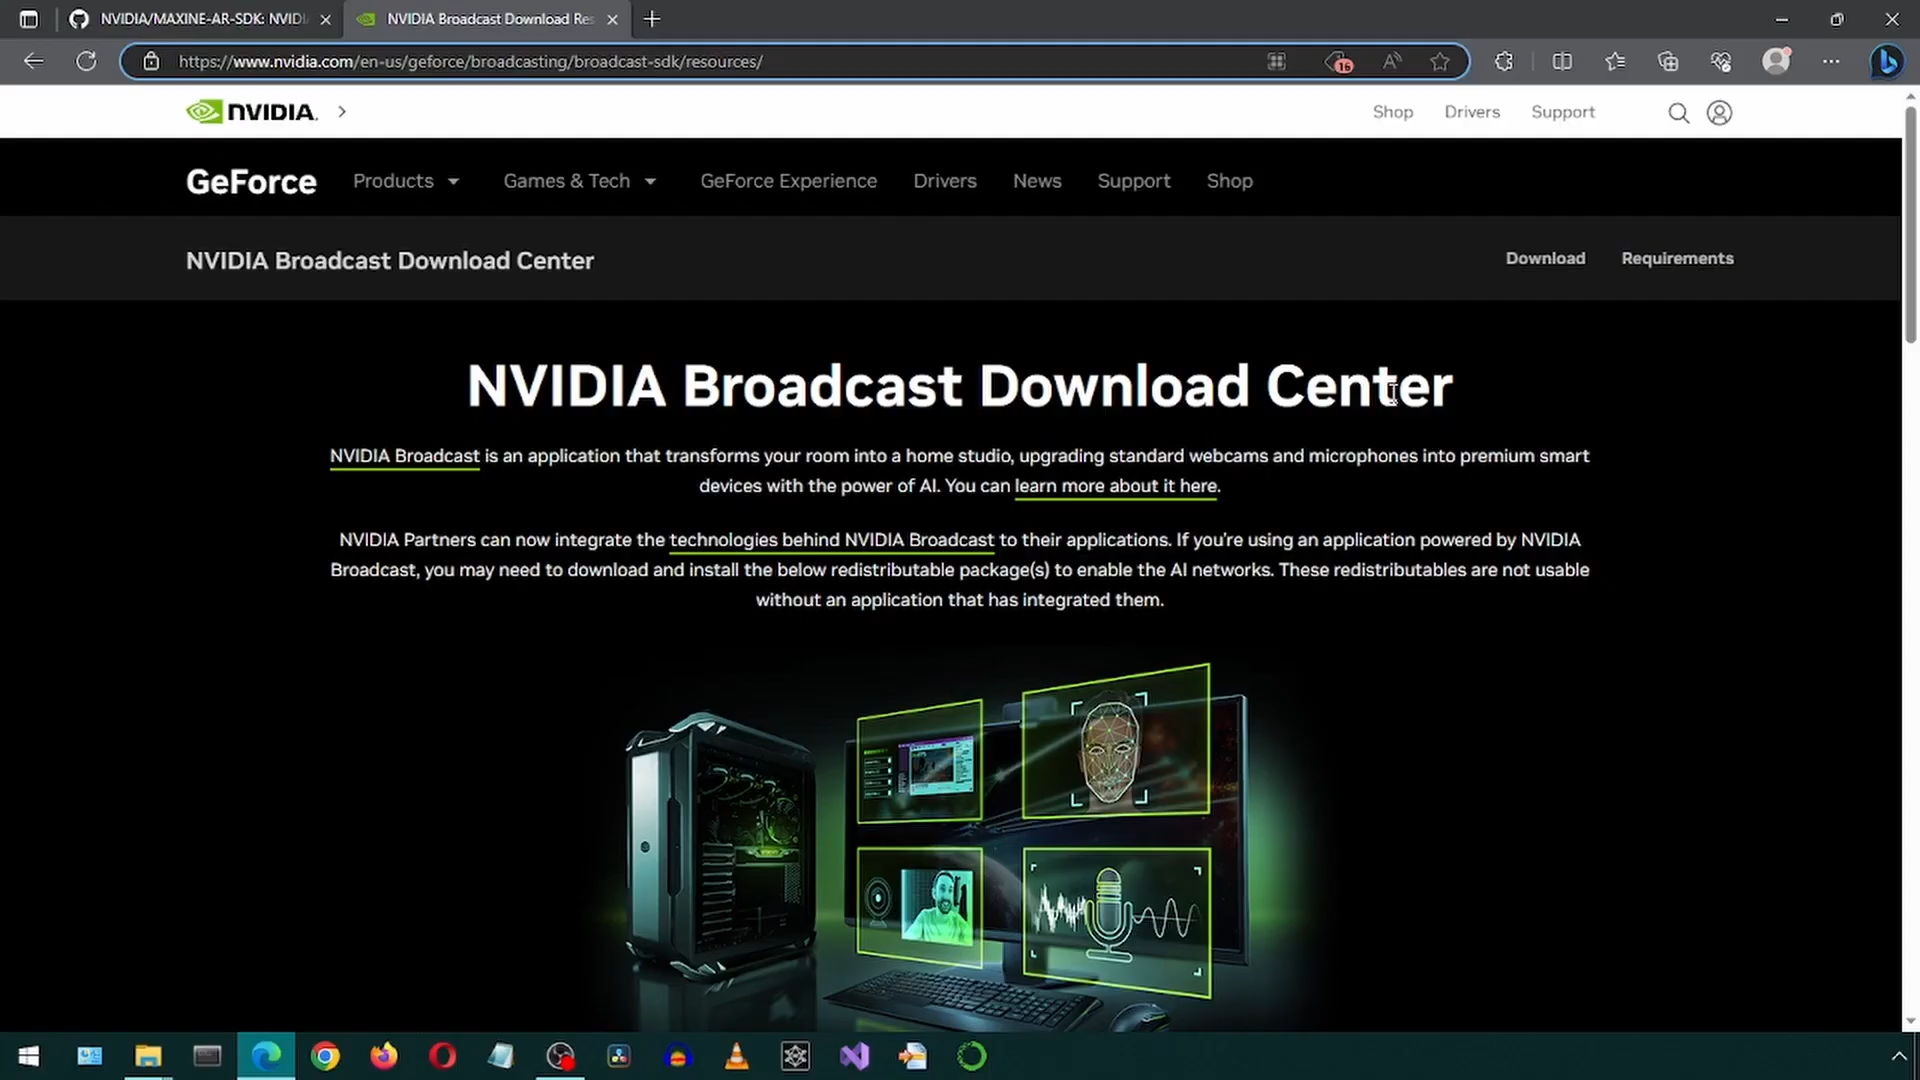 NVIDIA/MAXINE-AR-SDK: NVIDI
NVIDIA Broadcast Download Res
https://www.nvidia.com/en-us/geforce/broadcasting/broadcast-sdk/resources/
16
NVIDIA.
Shop
Drivers
Support
GeForce
Products
Games & Tech
GeForce Experience
Drivers
News
Support
Shop
NVIDIA Broadcast Download Center
Download
Requirements
NVIDIA Broadcast Download Center
NVIDIA Broadcast is an application that transforms your room into a home studio, upgrading standard webcams and microphones into premium smart
devices with the power of AI. You can learn more about it here.
NVIDIA Partners can now integrate the technologies behind NVIDIA Broadcast to their applications. If you're using an application powered by NVIDIA
Broadcast, you may need to download and install the below redistributable package(s) to enable the AI networks. These redistributables are not usable
without an application that has integrated them.